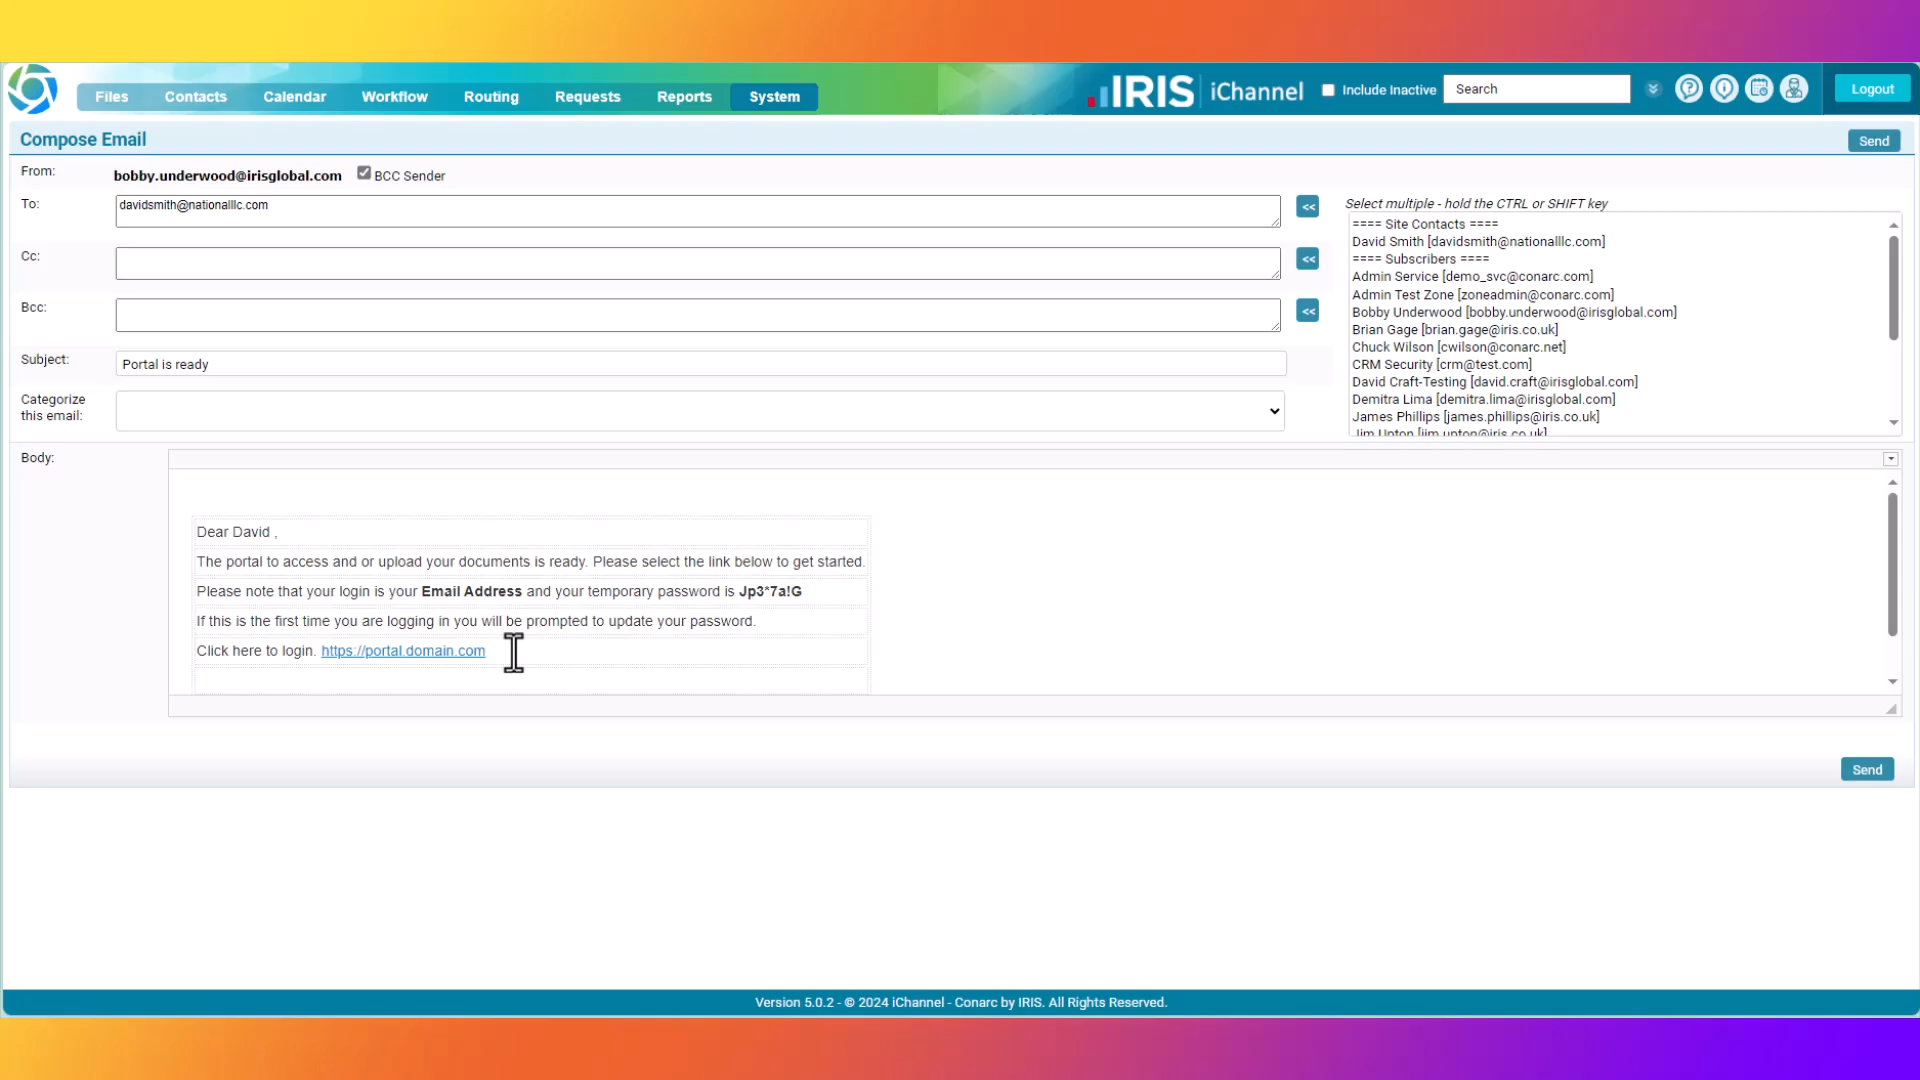 Files Contacts Calendar Workflow Routing Requests Reports System
IRIS iChannel
Include Inactive
Search
Logout
Compose Email
Send
From: bobby.underwood@irisglobal.com BCC Sender
To: davidsmith@nationalllc.com <<
Cc: <<
Bcc: <<
Subject: Portal is ready
Categorize
this email:
Select multiple - hold the CTRL or SHIFT key
==== Site Contacts ====
David Smith [davidsmith@nationalllc.com]
==== Subscribers ====
Admin Service [demo_svc@conarc.com]
Admin Test Zone [zoneadmin@conarc.com]
Bobby Underwood [bobby.underwood@irisglobal.com]
Brian Gage [brian.gage@iris.co.uk]
Chuck Wilson [cwilson@conarc.net]
CRM Security [crm@test.com]
David Craft-Testing [david.craft@irisglobal.com]
Demitra Lima [demitra.lima@irisglobal.com]
James Phillips [james.phillips@iris.co.uk]
Jim Upton [jim.upton@iris.co.uk]
Body:
Dear David ,
The portal to access and or upload your documents is ready. Please select the link below to get started.
Please note that your login is your Email Address and your temporary password is Jp3*7a!G
If this is the first time you are logging in you will be prompted to update your password.
Click here to login. https://portal.domain.com
Send
Version 5.0.2 - © 2024 iChannel - Conarc by IRIS. All Rights Reserved.